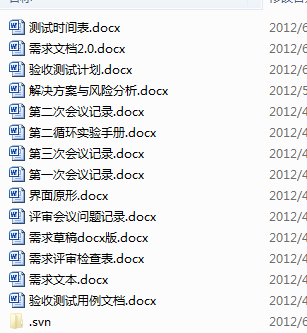 测试时间表.docx 2012/6
需求文档2.0.docx 2012/6
验收测试计划.docx 2012/6
解决方案与风险分析.docx 2012/5
第二次会议记录.docx 2012/4
第二循环实验手册.docx 2012/4
第三次会议记录.docx 2012/4
第一次会议记录.docx 2012/4
界面原形.docx 2012/4
评审会议问题记录.docx 2012/4
需求草稿docx版.docx 2012/4
需求评审检查表.docx 2012/4
需求文本.docx 2012/4
验收测试用例文档.docx 2012/4
.svn 2012/6